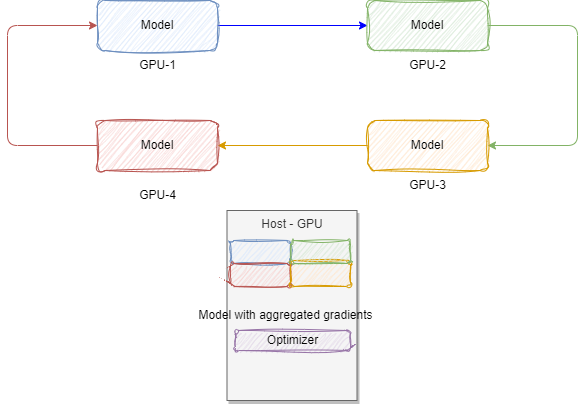 Model
Model
GPU-1
GPU-2
Model
Model
GPU-4
GPU-3
Host - GPU
Model with aggregated gradients
Optimizer